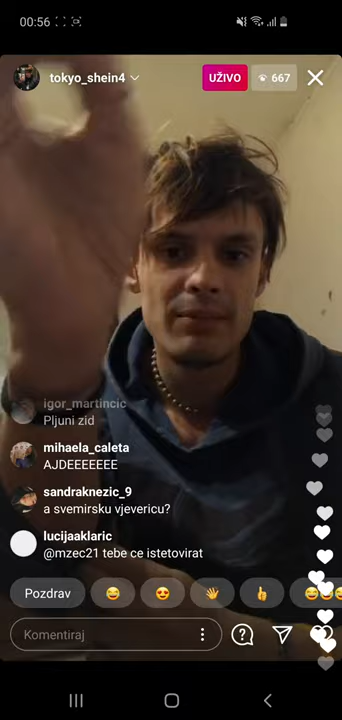 00:56
tokyo_shein4
UŽIVO
667
igor_martincic
Pljuni zid
mihaela_caleta
AJDEEEEEEE
sandraknezic_9
a svemirsku vjevericu?
lucijaaklaric
@mzec21 tebe ce istetovirat
Pozdrav
Komentiraj